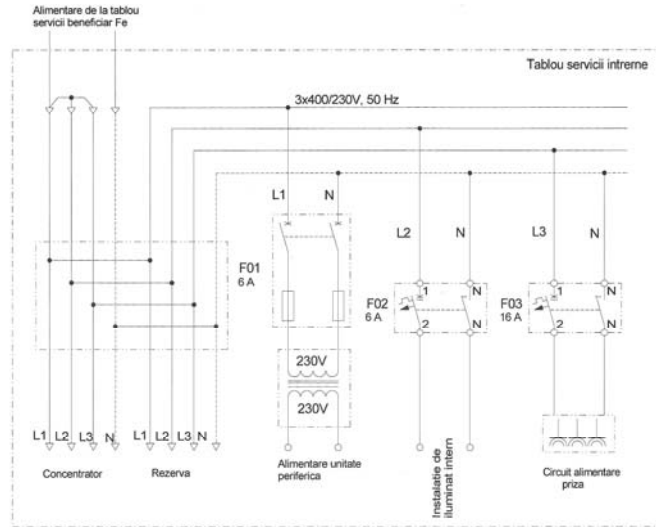 Alimentare de la tablou
servicii beneficiar Fe
Tablou servicii intrerne
3x400/230V, 50 Hz
L1 N
L2 N
L3 N
F01
6 A
F02
6 A
1 N
2 N
F03
16 A
1 N
2 N
230V
230V
L1 L2 L3 N
L1 L2 L3 N
Concentrator
Rezerva
Alimentare unitate
periferica
Instalatie de
iluminat intern
Circuit alimentare
priza